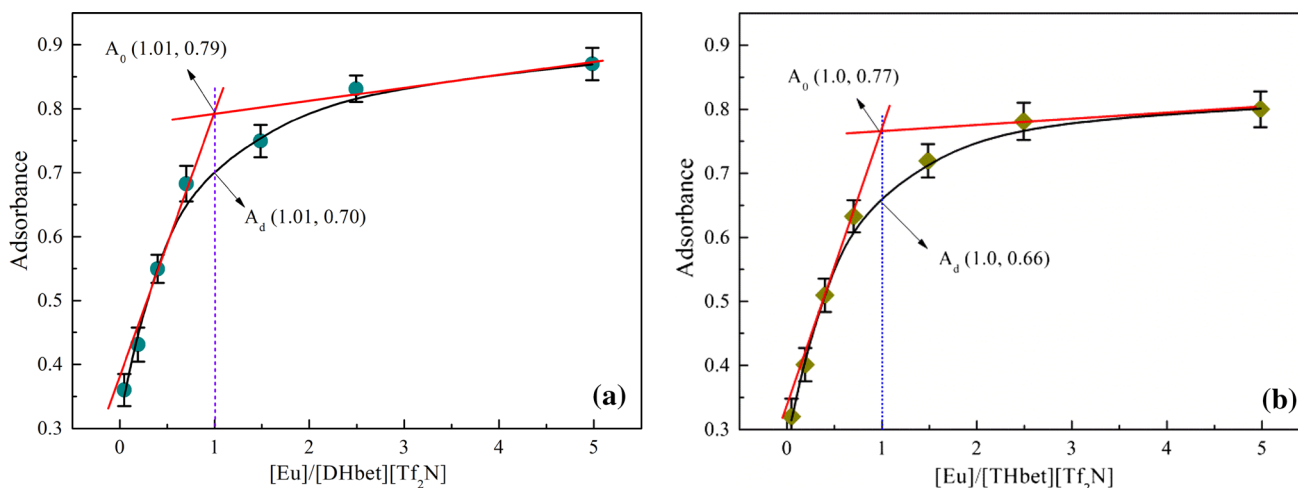 Adsorbance
0.9
0.8
0.7
0.6
0.5
0.4
0.3
A₀ (1.01, 0.79)
A_d (1.01, 0.70)
(a)
0 1 2 3 4 5
[Eu]/[DHbet][Tf₂N]
Adsorbance
0.9
0.8
0.7
0.6
0.5
0.4
0.3
A₀ (1.0, 0.77)
A_d (1.0, 0.66)
(b)
0 1 2 3 4 5
[Eu]/[THbet][Tf₂N]